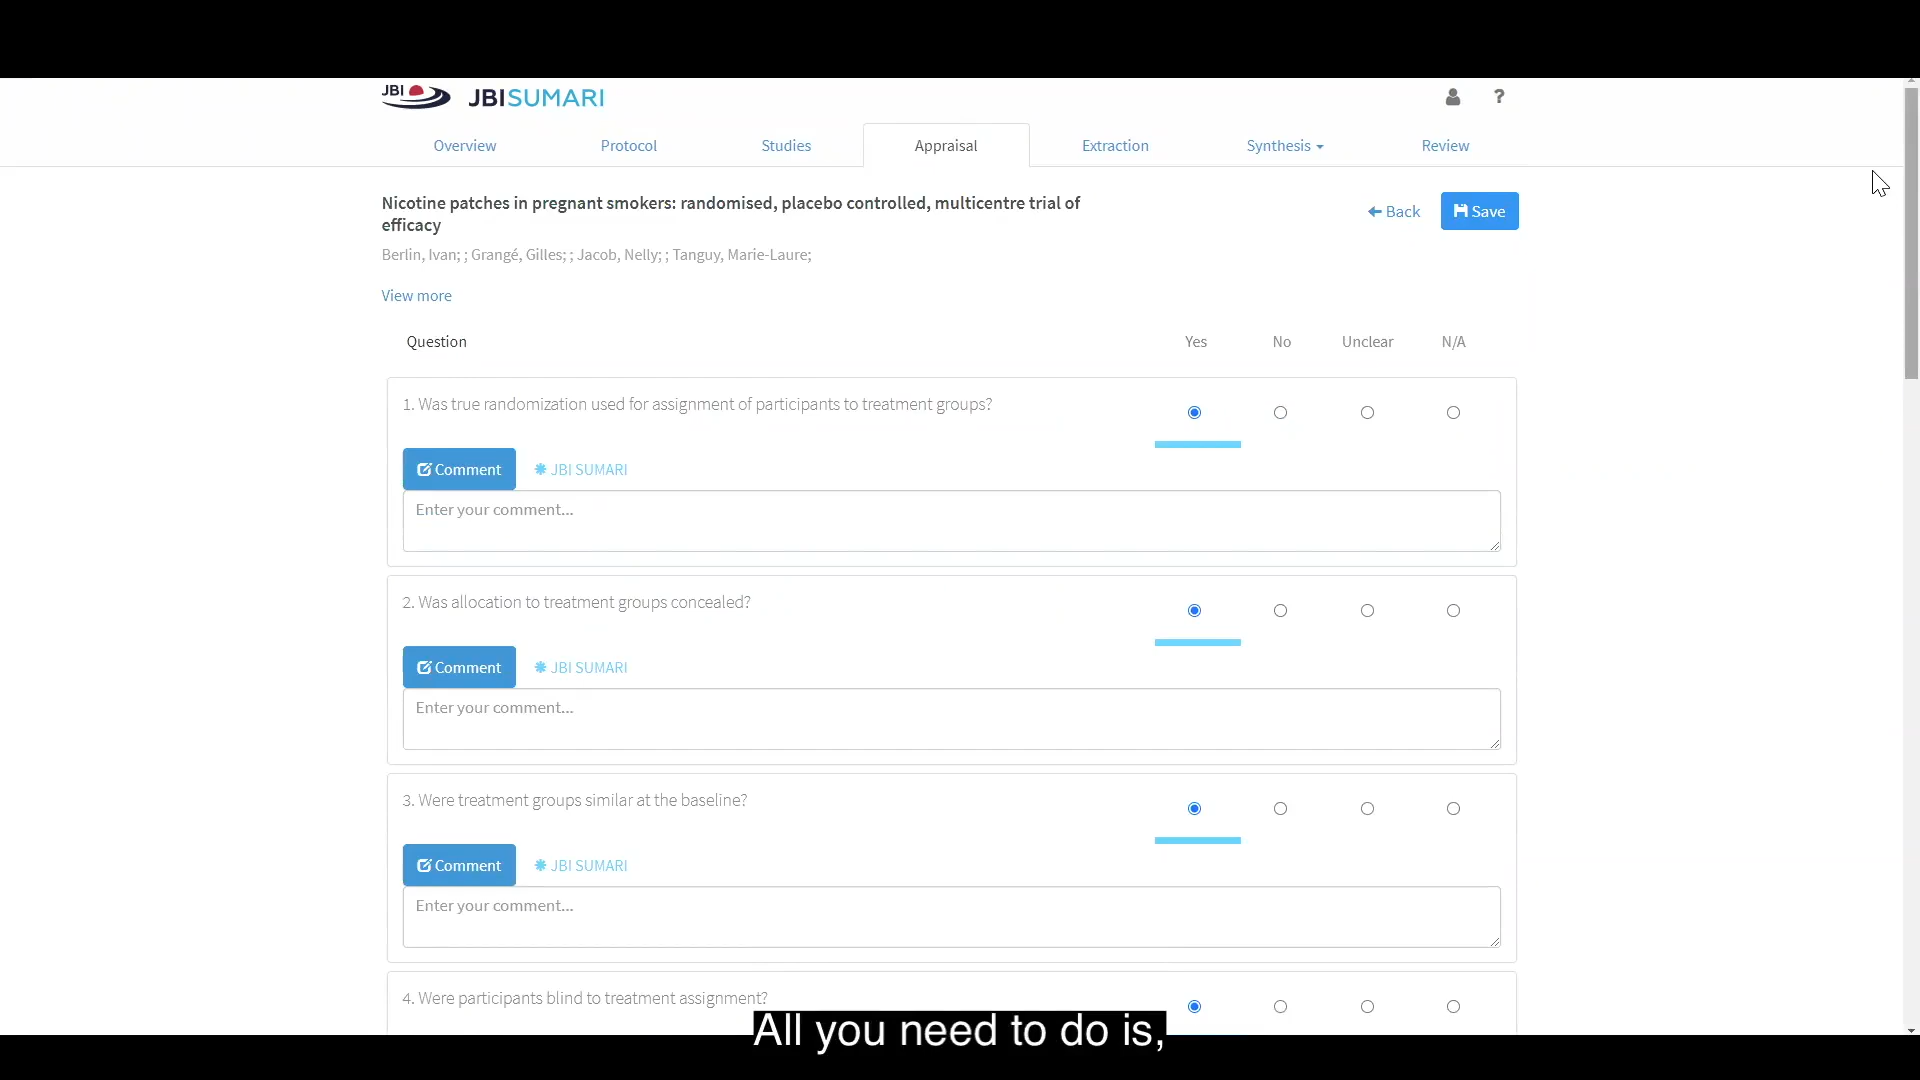 JBI JBISUMARI ?
Overview Protocol Studies Appraisal Extraction Synthesis Review
Nicotine patches in pregnant smokers: randomised, placebo controlled, multicentre trial of
efficacy
Back Save
Berlin, Ivan; ; Grangé, Gilles; ; Jacob, Nelly; ; Tanguy, Marie-Laure;
View more
Question Yes No Unclear N/A
1. Was true randomization used for assignment of participants to treatment groups?
Comment JBI SUMARI
Enter your comment...
2. Was allocation to treatment groups concealed?
Comment JBI SUMARI
Enter your comment...
3. Were treatment groups similar at the baseline?
Comment JBI SUMARI
Enter your comment...
4. Were participants blind to treatment assignment?
All you need to do is,